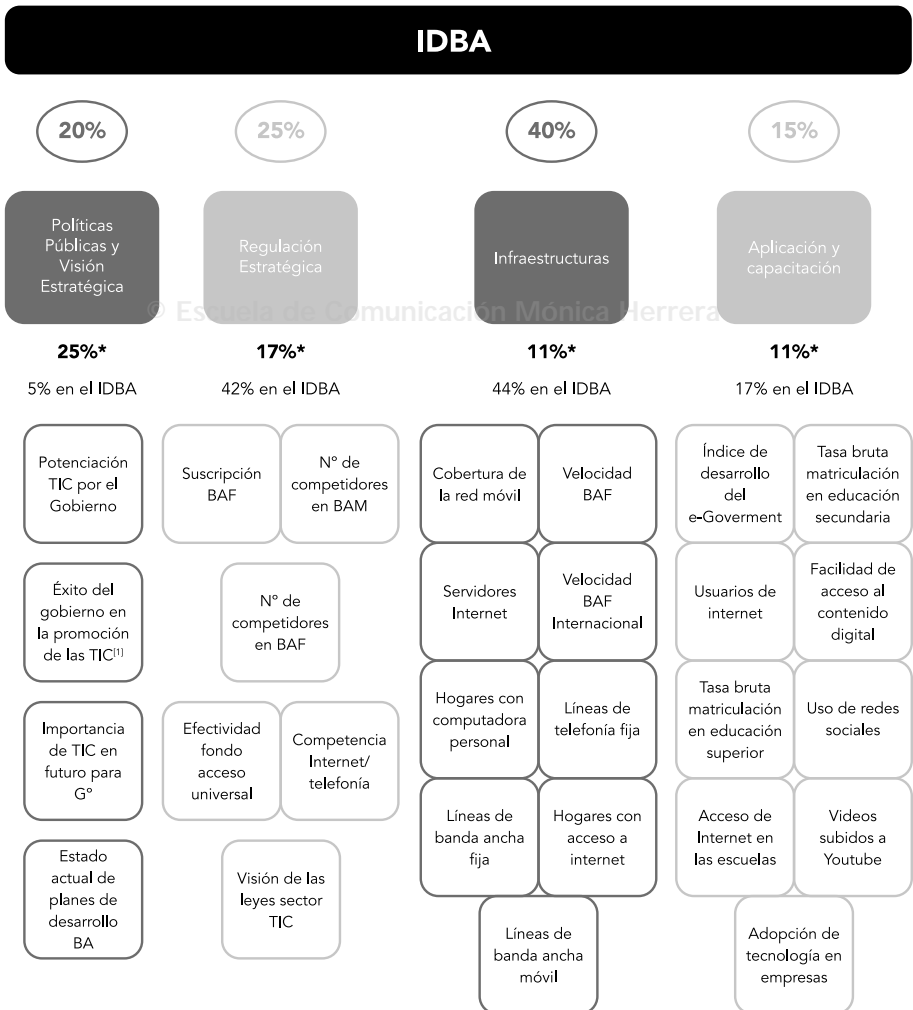 IDBA
20%
25%
40%
15%
Políticas
Públicas y
Visión
Estratégica
Regulación
Estratégica
Infraestructuras
Aplicación y
capacitación
© Escuela de Comunicación Mónica Herrera
25%*
17%*
11%*
11%*
5% en el IDBA
42% en el IDBA
44% en el IDBA
17% en el IDBA
Potenciación
TIC por el
Gobierno
Éxito del
gobierno en
la promoción
de las TIC[1]
Importancia
de TIC en
futuro para
Gº
Estado
actual de
planes de
desarrollo
BA
Suscripción
BAF
Nº de
competidores
en BAM
Nº de
competidores
en BAF
Efectividad
fondo
acceso
universal
Competencia
Internet/
telefonía
Visión de las
leyes sector
TIC
Cobertura de
la red móvil
Velocidad
BAF
Servidores
Internet
Velocidad
BAF
Internacional
Hogares con
computadora
personal
Líneas de
telefonía fija
Líneas de
banda ancha
fija
Hogares con
acceso a
internet
Líneas de
banda ancha
móvil
Índice de
desarrollo
del
e-Goverment
Tasa bruta
matriculación
en educación
secundaria
Usuarios de
internet
Facilidad de
acceso al
contenido
digital
Tasa bruta
matriculación
en educación
superior
Uso de redes
sociales
Acceso de
Internet en
las escuelas
Videos
subidos a
Youtube
Adopción de
tecnología en
empresas